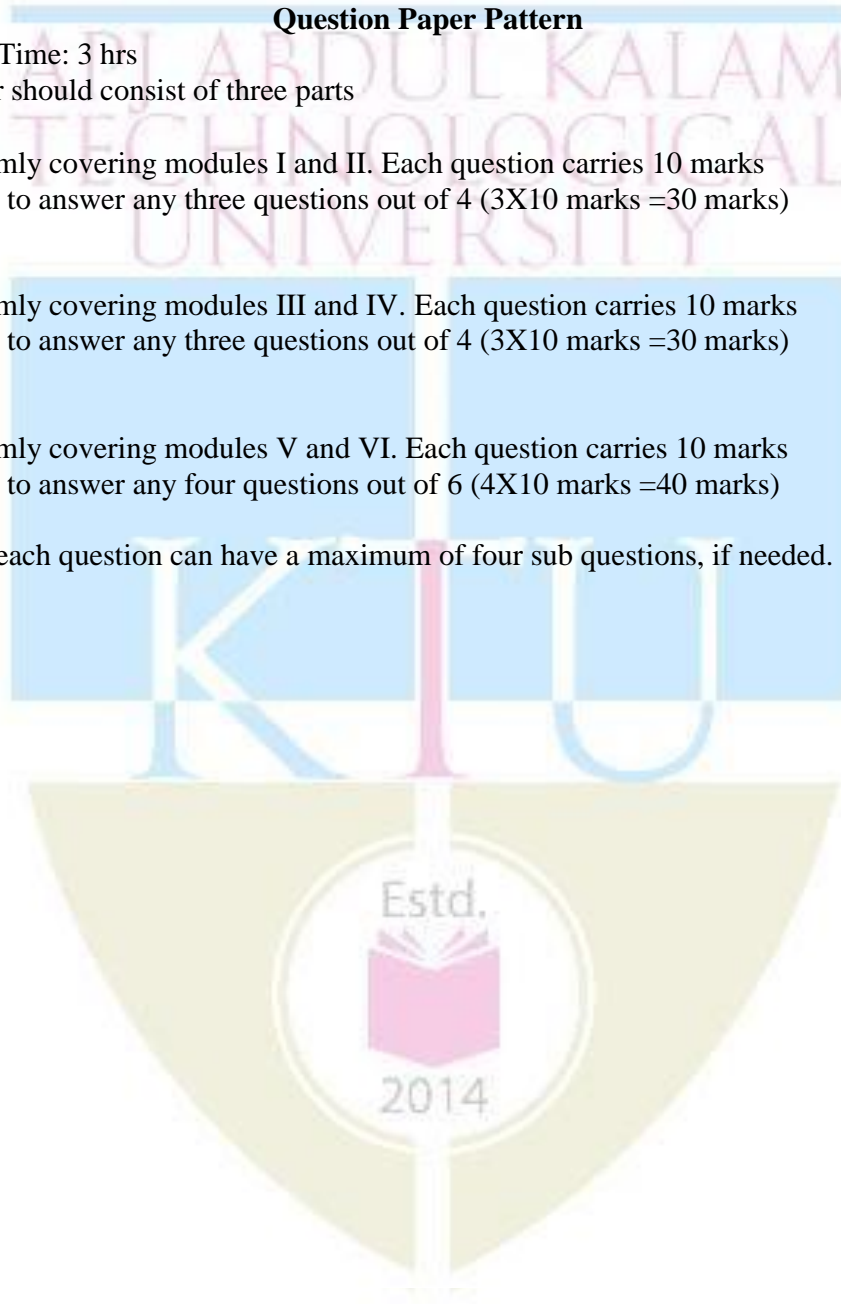 Question Paper Pattern
Time: 3 hrs
r should consist of three parts
APJ ABDUL KALAM
TECHNOLOGICAL
UNIVERSITY
mly covering modules I and II. Each question carries 10 marks
to answer any three questions out of 4 (3X10 marks =30 marks)
mly covering modules III and IV. Each question carries 10 marks
to answer any three questions out of 4 (3X10 marks =30 marks)
mly covering modules V and VI. Each question carries 10 marks
to answer any four questions out of 6 (4X10 marks =40 marks)
each question can have a maximum of four sub questions, if needed.
KTU
Estd.
2014